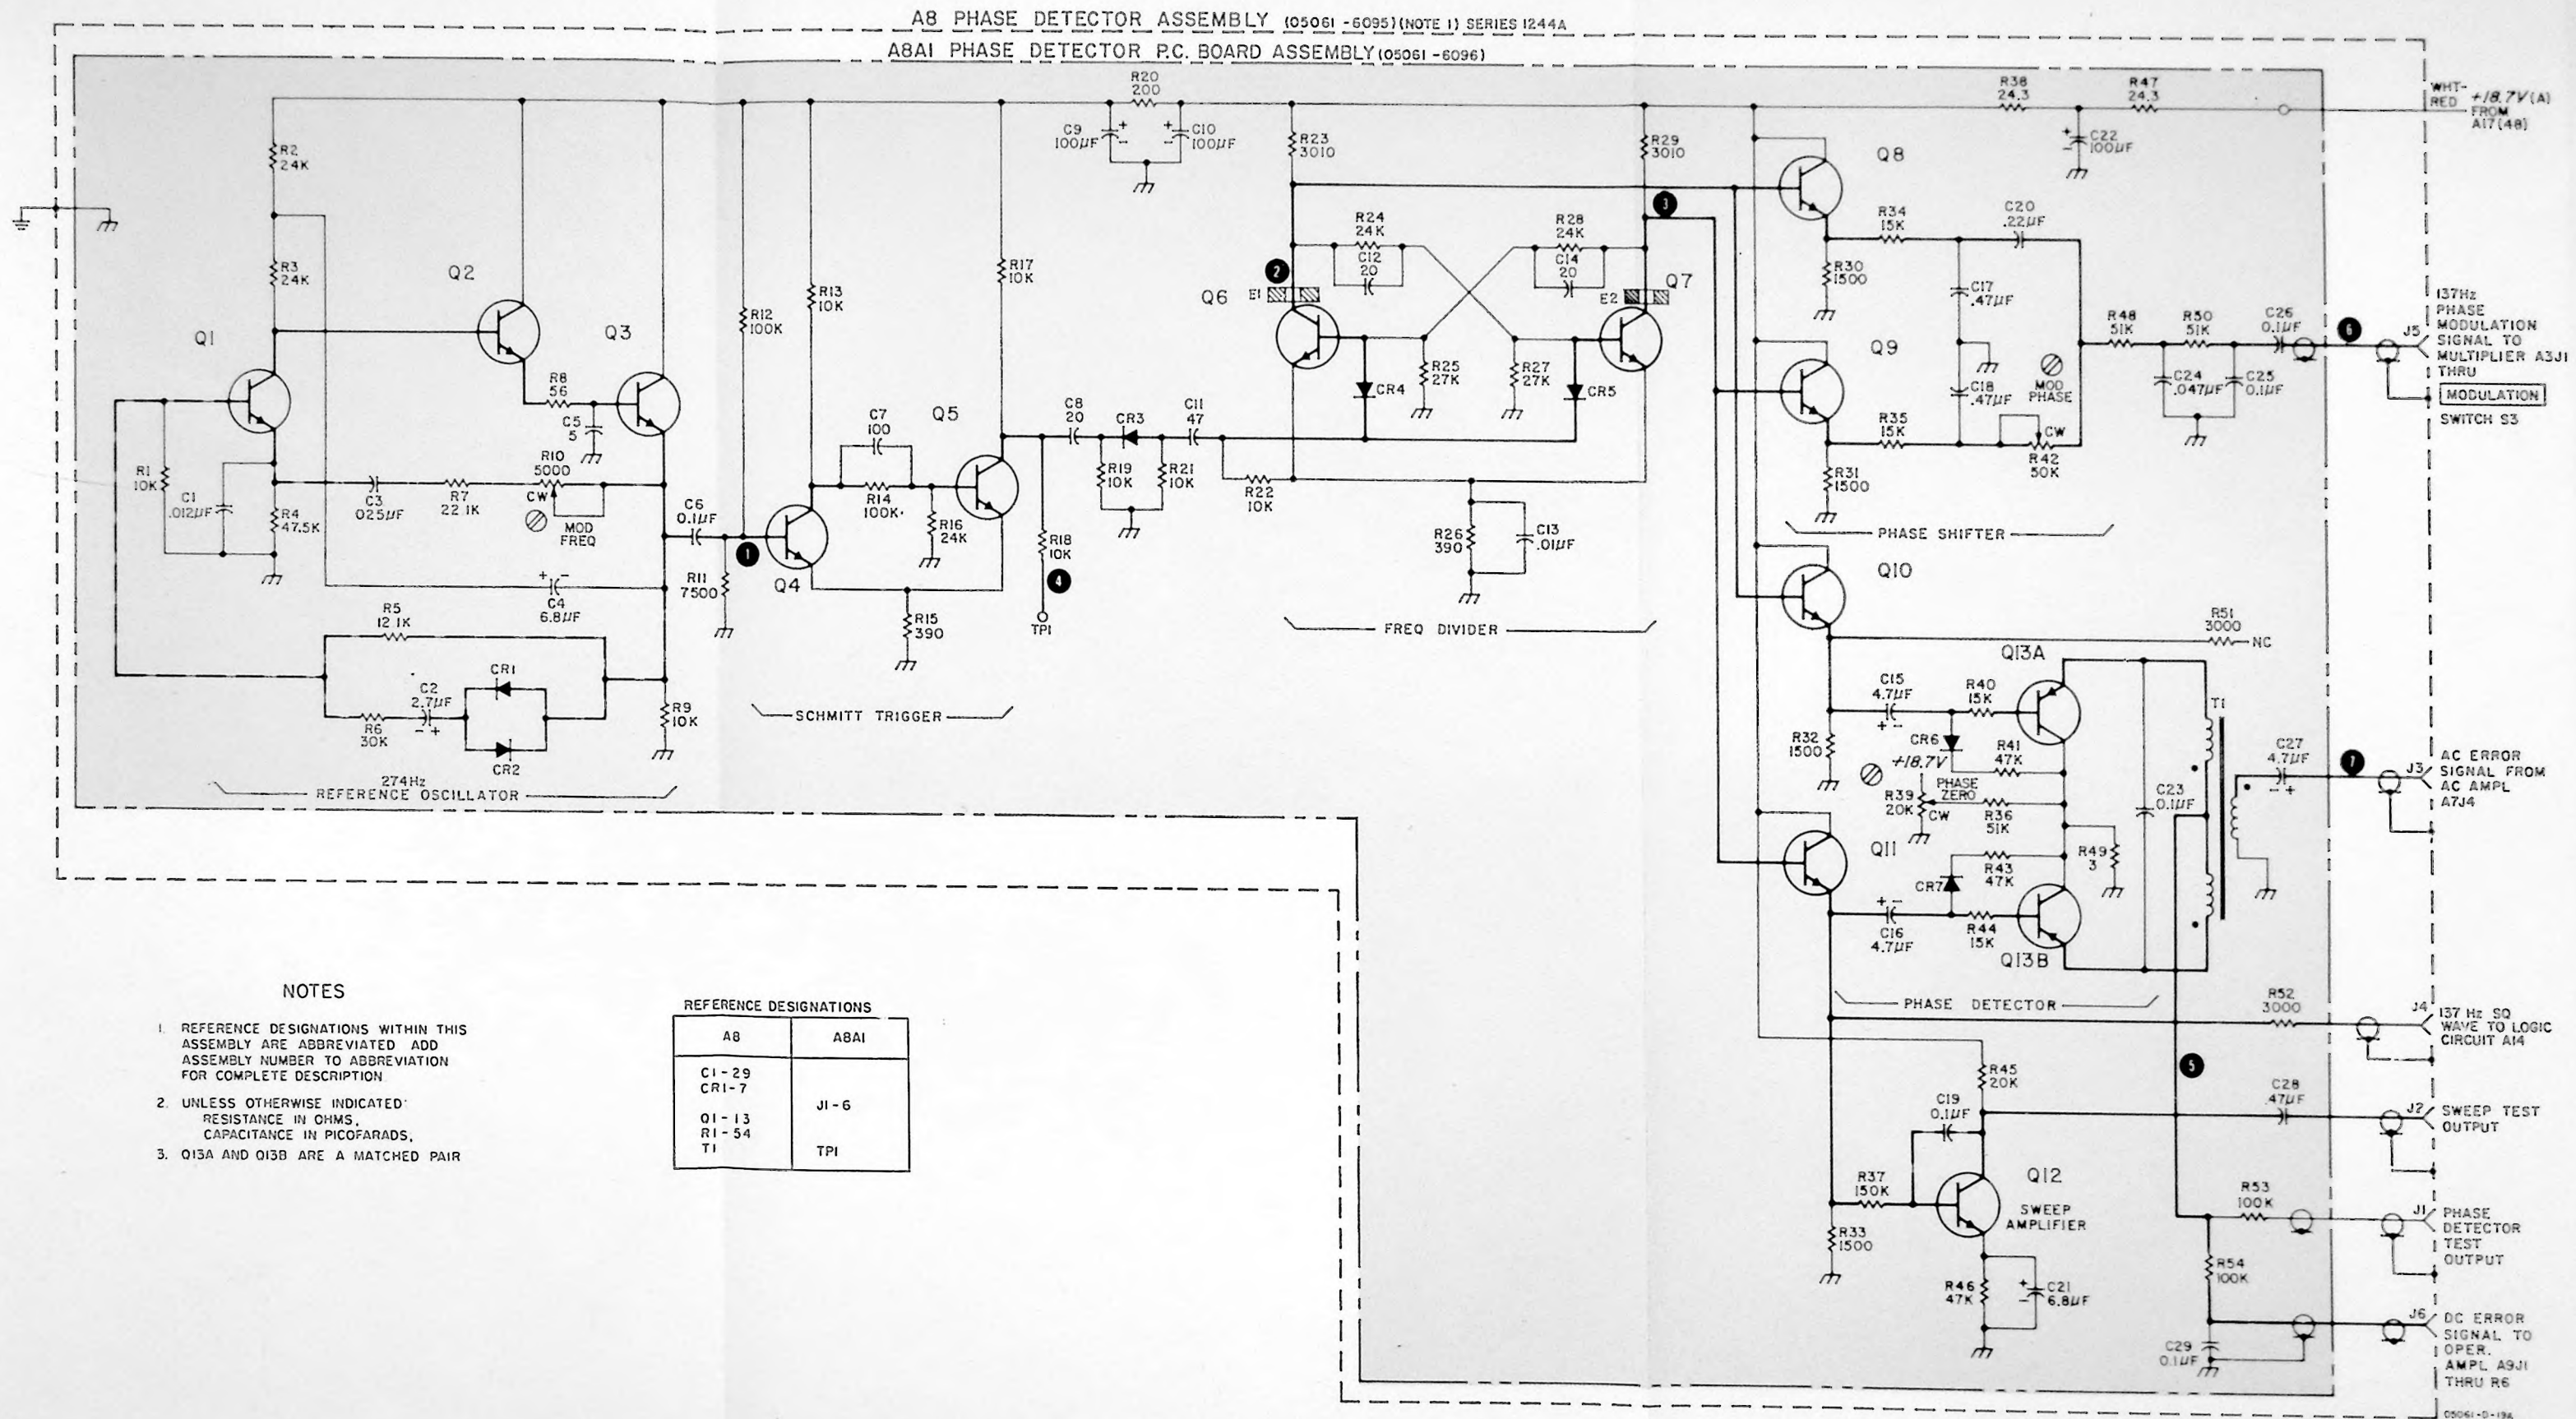 A8 PHASE DETECTOR ASSEMBLY (05061-6095)(NOTE 1) SERIES 1244A
A8A1 PHASE DETECTOR P.C. BOARD ASSEMBLY(05061-6096)
R20
200
C9
100µF
+
-
+
-
C10
100µF
R38
24.3
R47
24.3
C22
100µF
+
-
WHT-
RED
+18.7V(A)
FROM
A17(48)
R2
24K
R3
24K
Q1
Q2
Q3
R8
56
C5
5
R1
10K
C1
.012µF
R4
47.5K
C3
025µF
R7
22.1K
R10
5000
CW
MOD
FREQ
+ -
C4
6.8µF
R5
12.1K
CR1
C2
2.7µF
- +
R6
30K
CR2
R9
10K
274Hz
REFERENCE OSCILLATOR
C6
0.1µF
1
R11
7500
R12
100K
R13
10K
Q4
C7
100
R14
100K
Q5
R16
24K
R15
390
R17
10K
R18
10K
4
TP1
SCHMITT TRIGGER
C8
20
CR3
C11
47
R19
10K
R21
10K
R22
10K
R23
3010
R29
3010
R24
24K
C12
20
R28
24K
C14
20
2
3
Q6
E1
E2
Q7
CR4
R25
27K
R27
27K
CR5
R26
390
C13
.01µF
FREQ DIVIDER
Q8
R34
15K
C20
.22µF
R30
1500
C17
.47µF
Q9
C18
.47µF
MOD
PHASE
R35
15K
CW
R42
50K
R31
1500
PHASE SHIFTER
R48
51K
R50
51K
C26
0.1µF
C24
.047µF
C25
0.1µF
6
J5
137Hz
PHASE
MODULATION
SIGNAL TO
MULTIPLIER A3J1
THRU
MODULATION
SWITCH S3
Q10
R51
3000
NC
Q13A
C15
4.7µF
+ -
R40
15K
R32
1500
CR6
R41
47K
+18.7V
PHASE
ZERO
R39
20K
CW
R36
51K
R43
47K
CR7
R49
3
Q11
+ -
C16
4.7µF
R44
15K
Q13B
C23
0.1µF
T1
C27
4.7µF
- +
7
J3
AC ERROR
SIGNAL FROM
AC AMPL
A7J4
PHASE DETECTOR
R52
3000
J4
137 Hz SQ
WAVE TO LOGIC
CIRCUIT A14
5
R45
20K
C19
0.1µF
C28
.47µF
J2
SWEEP TEST
OUTPUT
R37
150K
Q12
SWEEP
AMPLIFIER
R33
1500
R46
47K
+
-
C21
6.8µF
R53
100K
J1
PHASE
DETECTOR
TEST
OUTPUT
R54
100K
C29
0.1µF
J6
DC ERROR
SIGNAL TO
OPER.
AMPL A9J1
THRU R6
NOTES
1. REFERENCE DESIGNATIONS WITHIN THIS
ASSEMBLY ARE ABBREVIATED ADD
ASSEMBLY NUMBER TO ABBREVIATION
FOR COMPLETE DESCRIPTION
2. UNLESS OTHERWISE INDICATED:
RESISTANCE IN OHMS,
CAPACITANCE IN PICOFARADS,
3. Q13A AND Q13B ARE A MATCHED PAIR
REFERENCE DESIGNATIONS
A8 A8A1
C1-29
CR1-7
J1-6
Q1-13
R1-54
T1
TP1
05061-D-19A